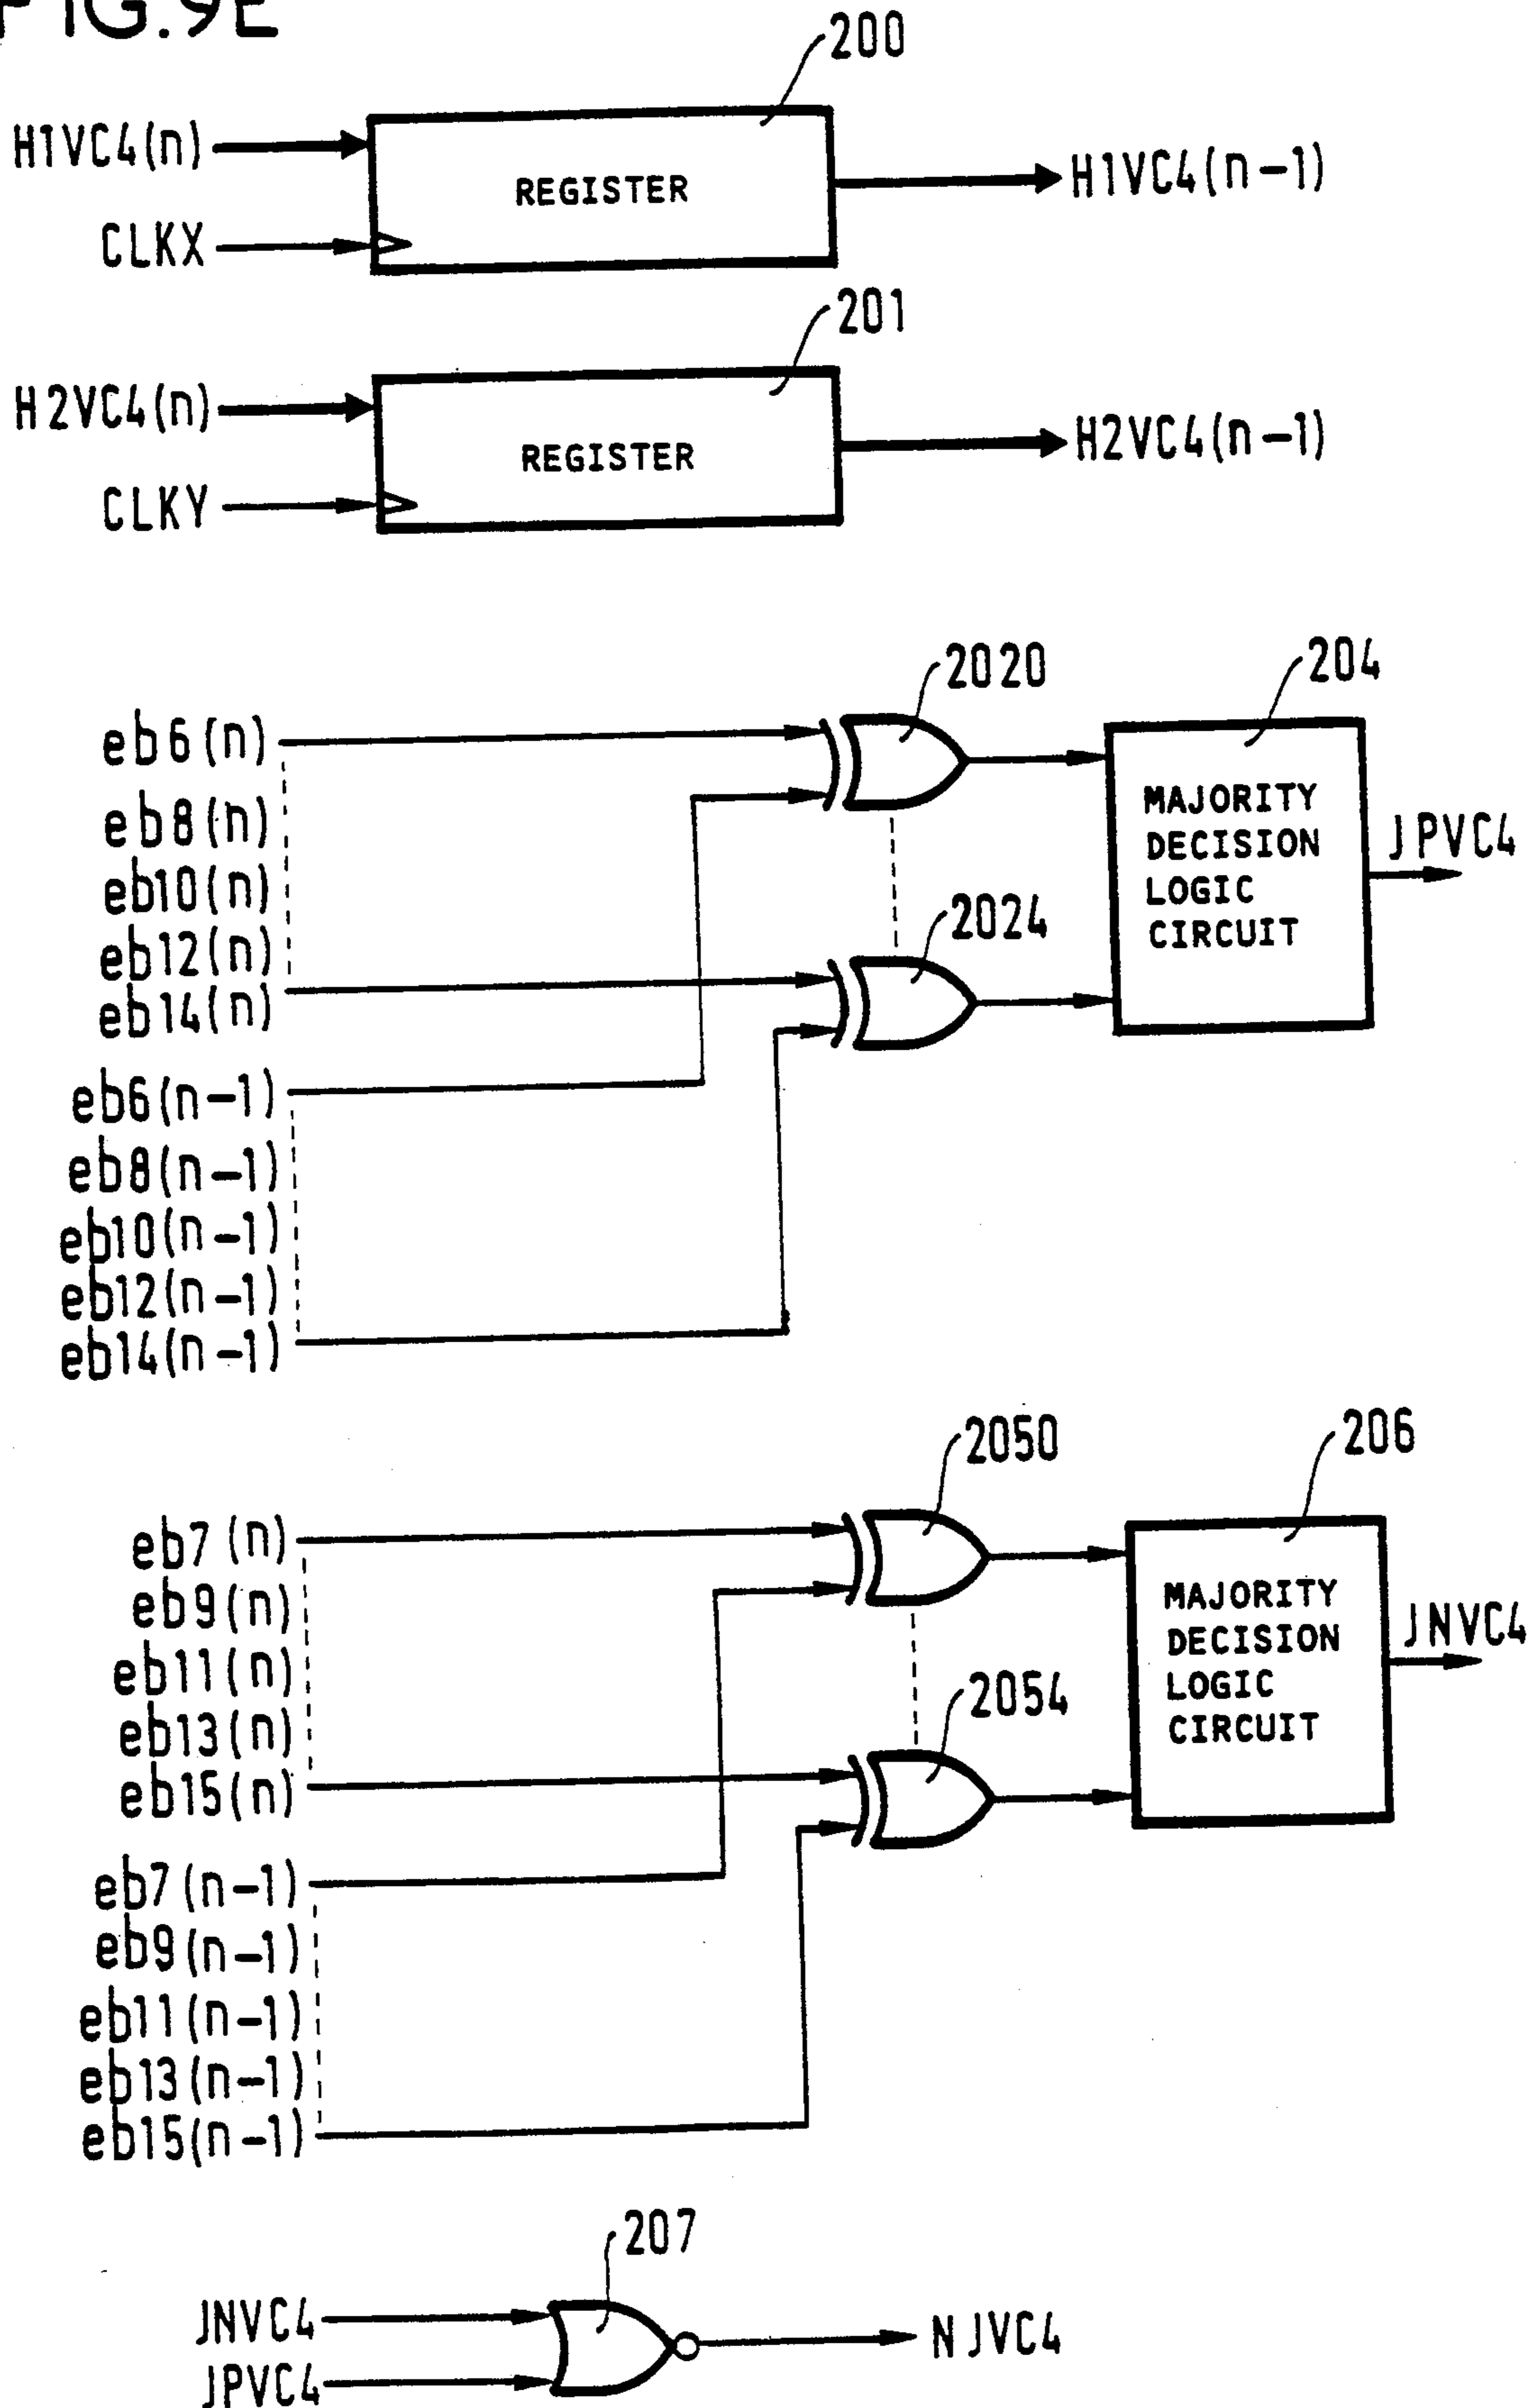 FIG.9E
200
H1VC4(n)
REGISTER
H1VC4(n-1)
CLKX
201
H2VC4(n)
REGISTER
H2VC4(n-1)
CLKY
2020
204
eb6(n)
eb8(n)
eb10(n)
eb12(n)
eb14(n)
MAJORITY
DECISION
LOGIC
CIRCUIT
JPVC4
2024
eb6(n-1)
eb8(n-1)
eb10(n-1)
eb12(n-1)
eb14(n-1)
2050
206
eb7(n)
eb9(n)
eb11(n)
eb13(n)
eb15(n)
MAJORITY
DECISION
LOGIC
CIRCUIT
JNVC4
2054
eb7(n-1)
eb9(n-1)
eb11(n-1)
eb13(n-1)
eb15(n-1)
207
JNVC4
JPVC4
NJVC4